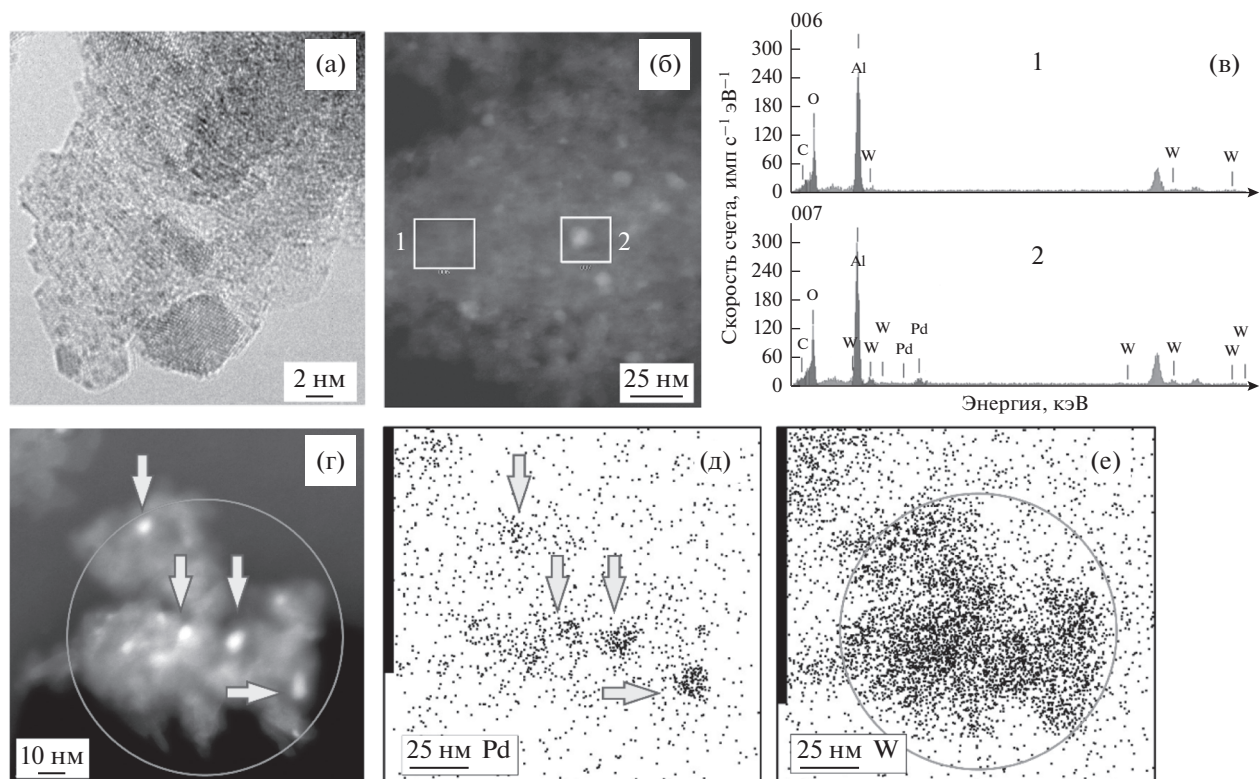 (а)
2 нм
(б)
1
2
25 нм
(в)
Скорость счета, имп с⁻¹ эВ⁻¹
006
1
300
240
180
120
60
0
C
O
Al
W
W
W
007
2
300
240
180
120
60
0
C
O
W
Al
W
W
Pd
Pd
W
W
W
W
Энергия, кэВ
(г)
10 нм
(д)
25 нм Pd
(е)
25 нм W